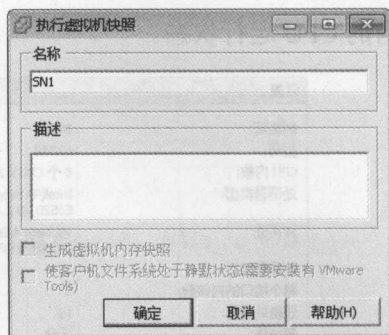 执行虚拟机快照
名称
SN1
描述
生成虚拟机内存快照
使客户机文件系统处于静默状态(需要安装有 VMware
Tools)
确定
取消
帮助(H)